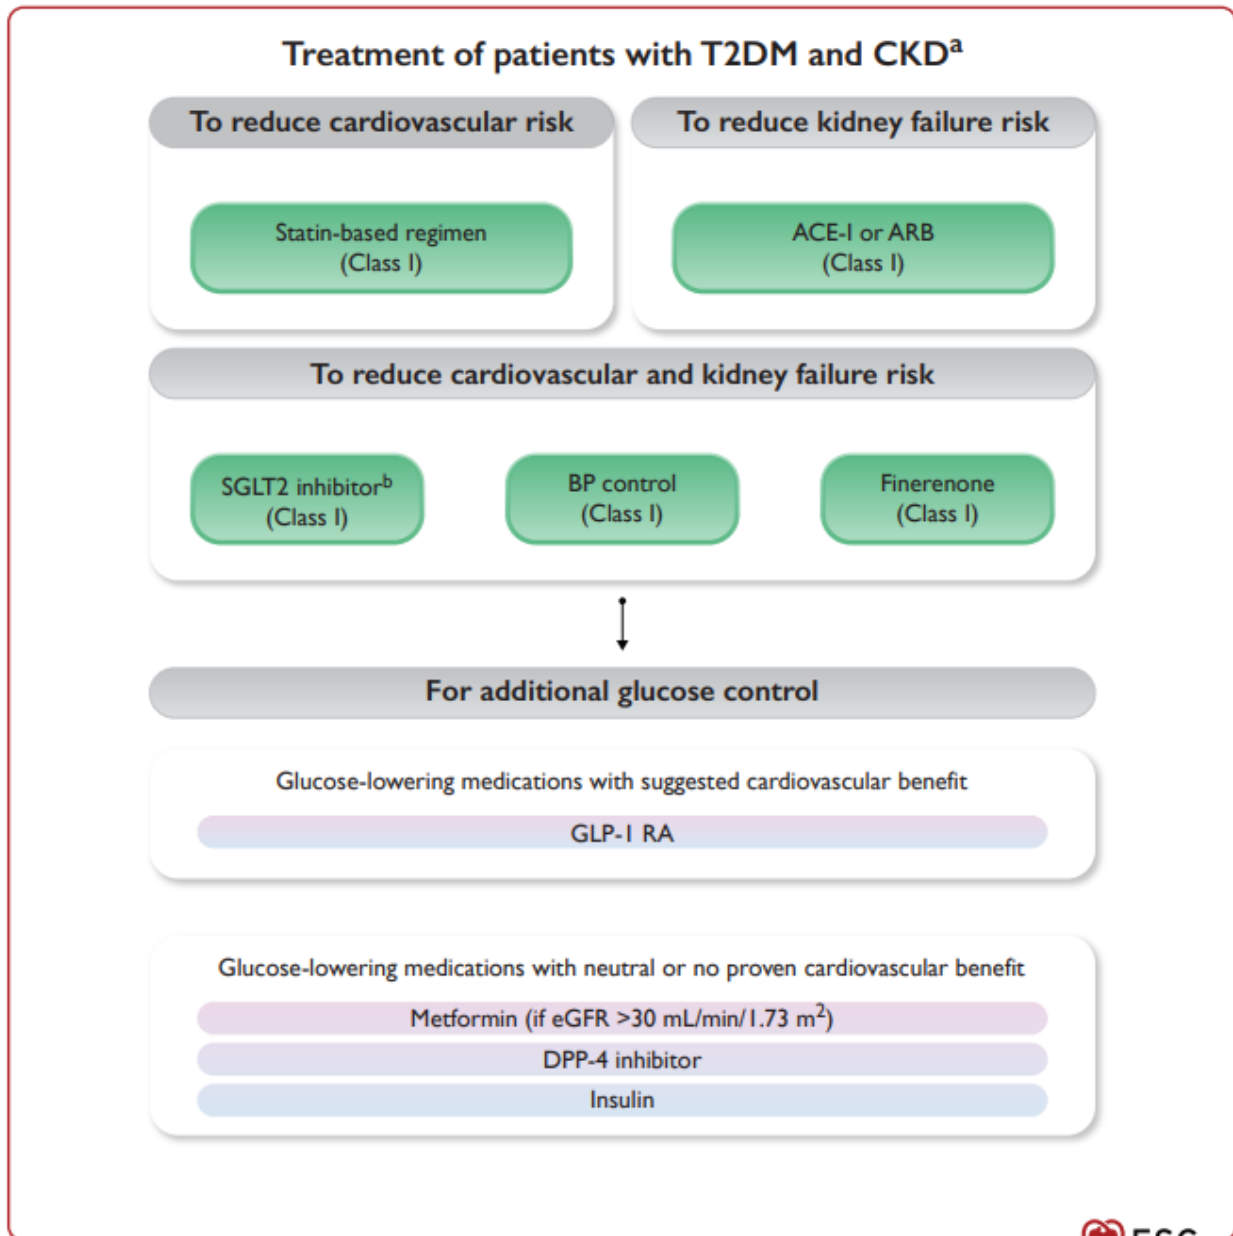 Treatment of patients with T2DM and CKDᵃ
To reduce cardiovascular risk
To reduce kidney failure risk
Statin-based regimen
(Class I)
ACE-I or ARB
(Class I)
To reduce cardiovascular and kidney failure risk
SGLT2 inhibitorᵇ
(Class I)
BP control
(Class I)
Finerenone
(Class I)
For additional glucose control
Glucose-lowering medications with suggested cardiovascular benefit
GLP-1 RA
Glucose-lowering medications with neutral or no proven cardiovascular benefit
Metformin (if eGFR >30 mL/min/1.73 m²)
DPP-4 inhibitor
Insulin